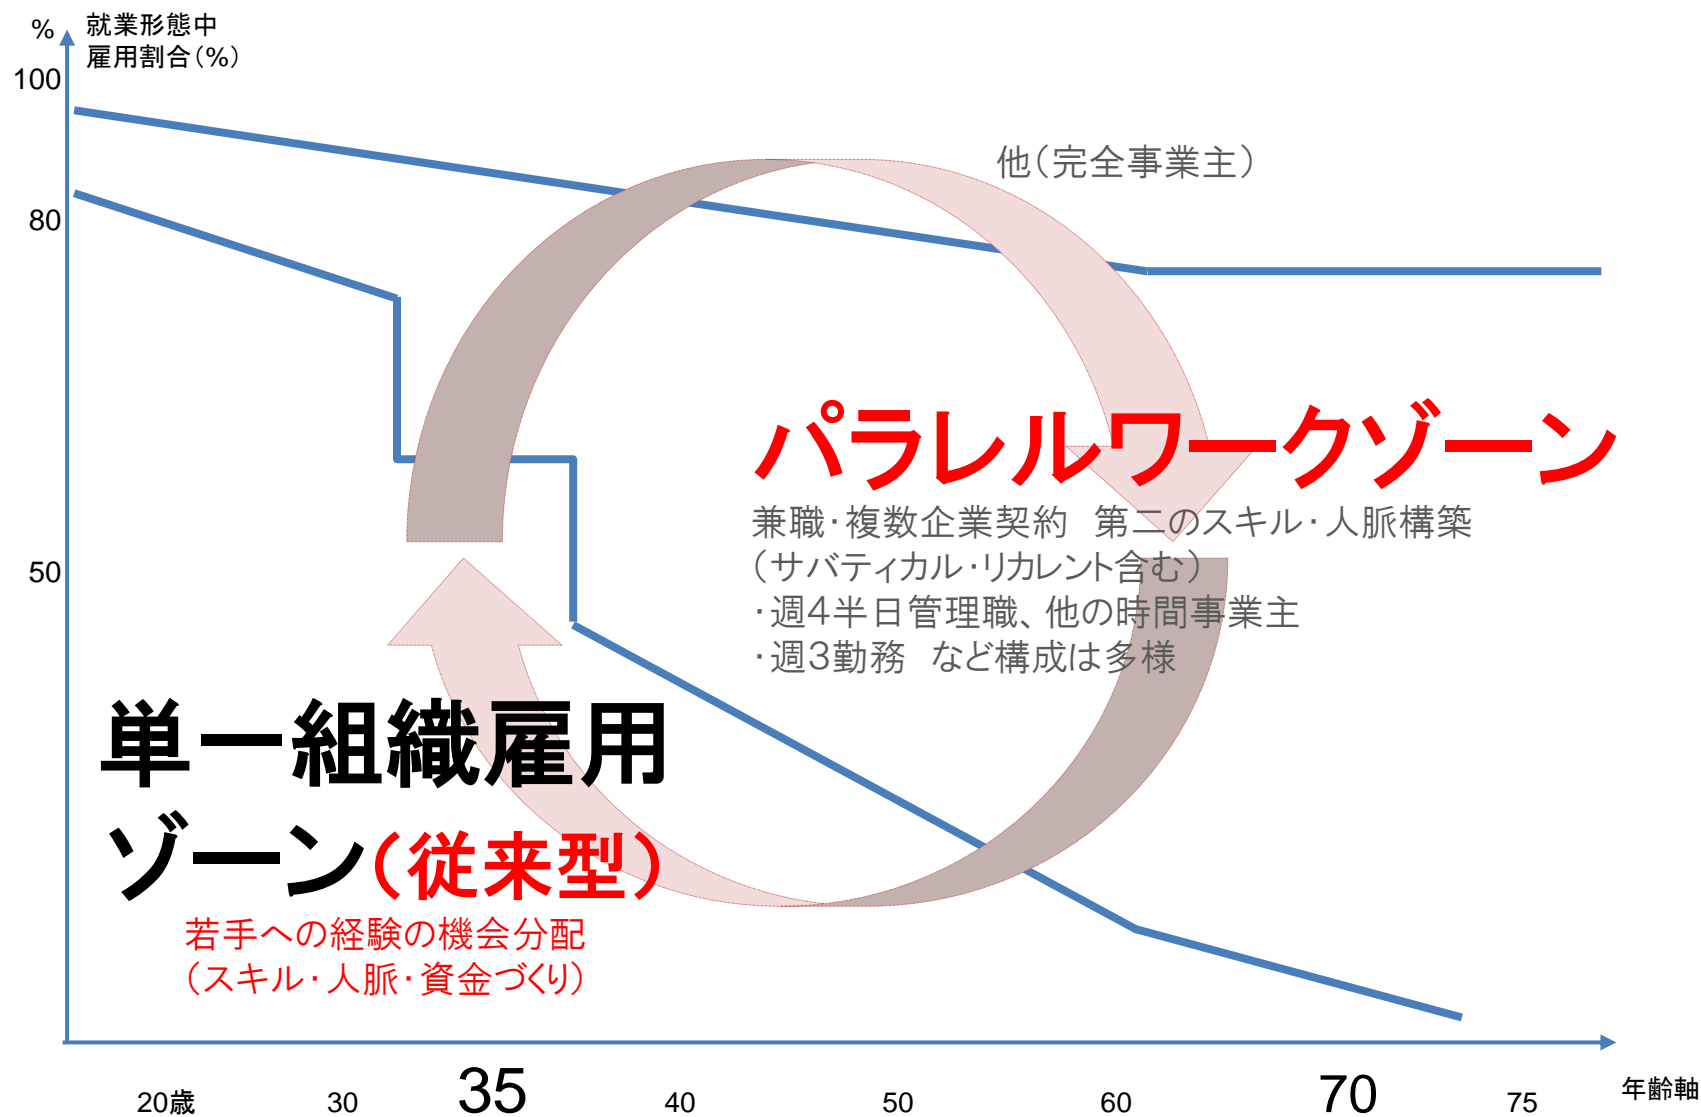 %
就業形態中
雇用割合(%)
100
80
50
他(完全事業主)
パラレルワークゾーン
兼職・複数企業契約　第二のスキル・人脈構築
(サバティカル・リカレント含む)
・週4半日管理職、他の時間事業主
・週3勤務　など構成は多様
単一組織雇用
ゾーン(従来型)
若手への経験の機会分配
(スキル・人脈・資金づくり)
20歳 30 35 40 50 60 70 75 年齢軸